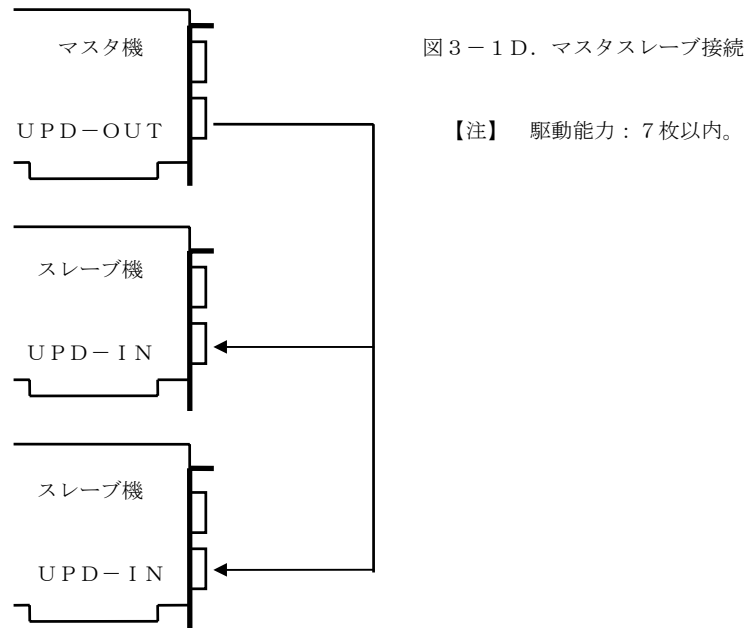 マスタ機
図３－１Ｄ．マスタスレーブ接続
ＵＰＤ－ＯＵＴ
【注】　駆動能力：７枚以内。
スレーブ機
ＵＰＤ－ＩＮ
スレーブ機
ＵＰＤ－ＩＮ